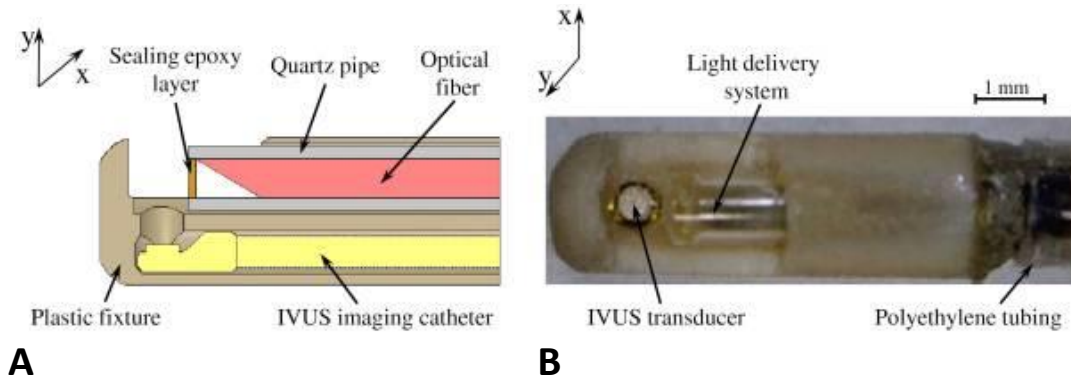 y
x
Sealing epoxy
layer
Quartz pipe
Optical
fiber
Plastic fixture
IVUS imaging catheter
A
x
y
Light delivery
system
1 mm
IVUS transducer
Polyethylene tubing
B